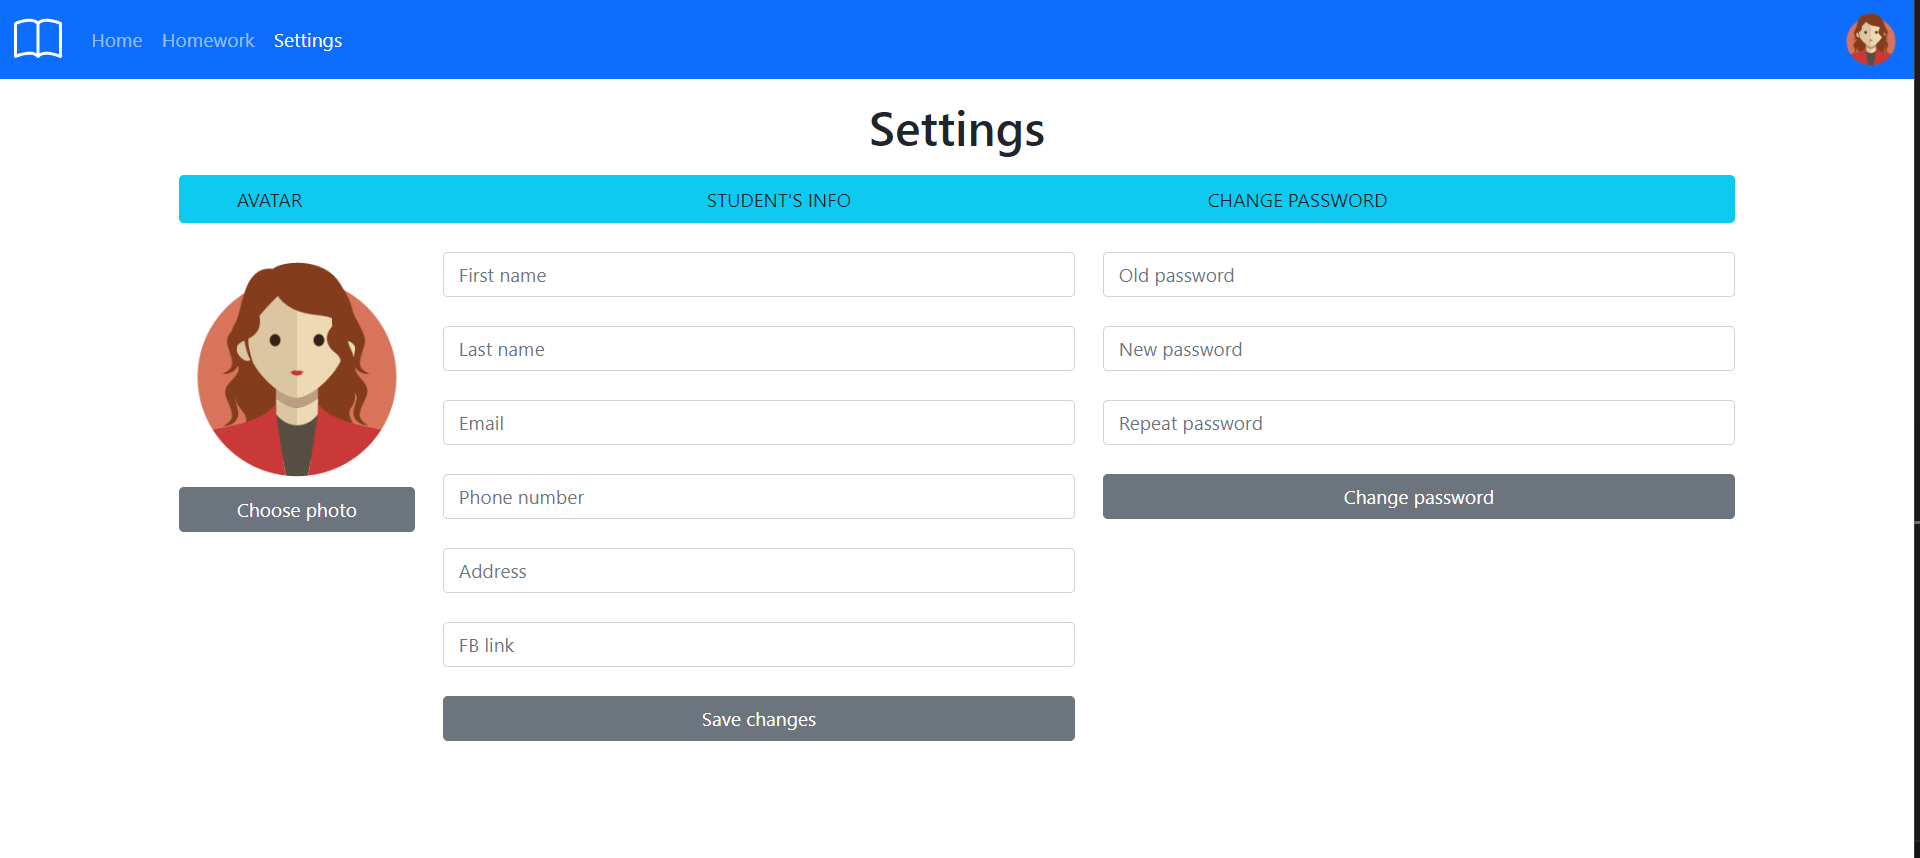 Home Homework Settings
Settings
AVATAR STUDENT'S INFO CHANGE PASSWORD
First name
Last name
Email
Phone number
Address
FB link
Save changes
Old password
New password
Repeat password
Change password
Choose photo